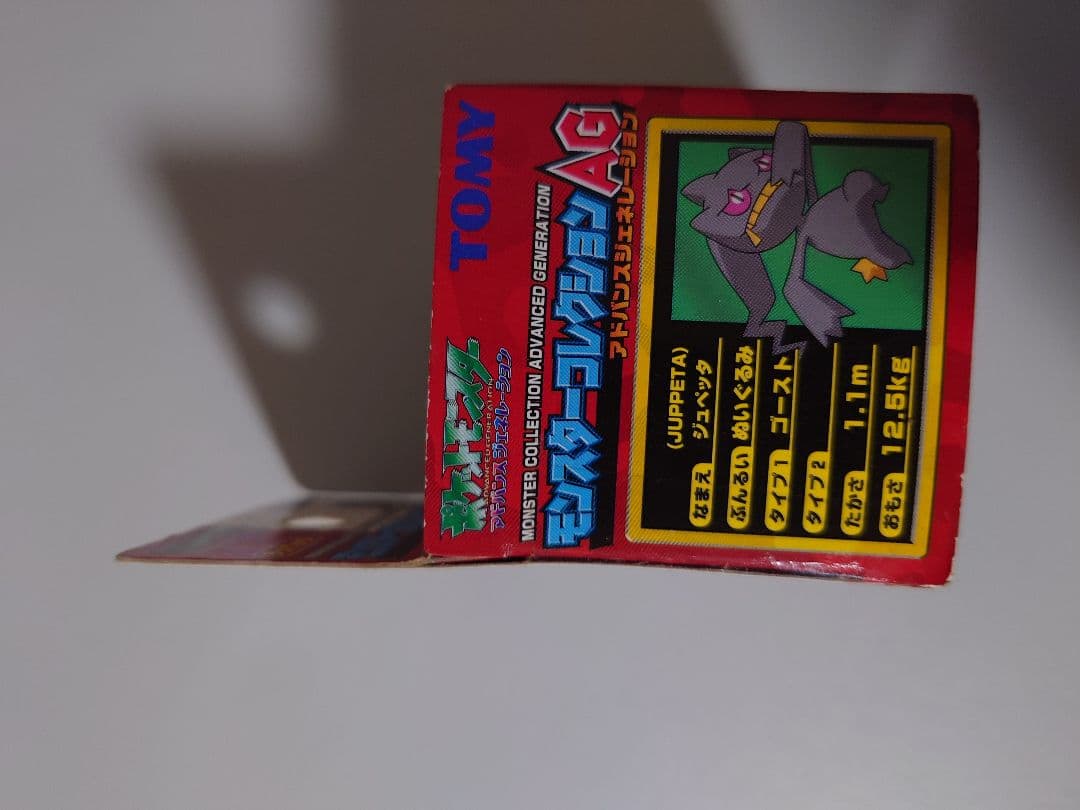 TOMY
ポケットモンスター
ADVANCED GENERATION
アドバンスジェネレーション
MONSTER COLLECTION ADVANCED GENERATION
モンスターコレクションAG
アドバンスジェネレーション
(JUPPETA)
なまえ ジュペッタ
ぶんるい ぬいぐるみ
タイプ1 ゴースト
タイプ2
たかさ 1.1m
おもさ 12.5kg